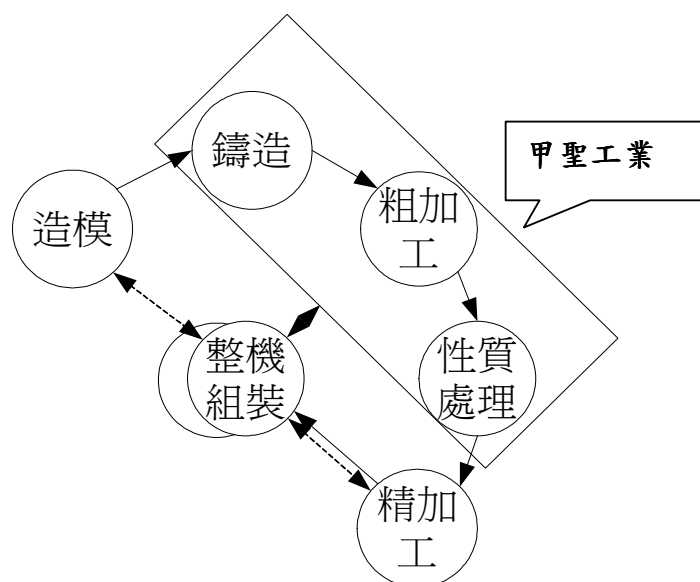 鑄造
甲聖工業
粗加
工
造模
整機
組裝
性質
處理
精加
工